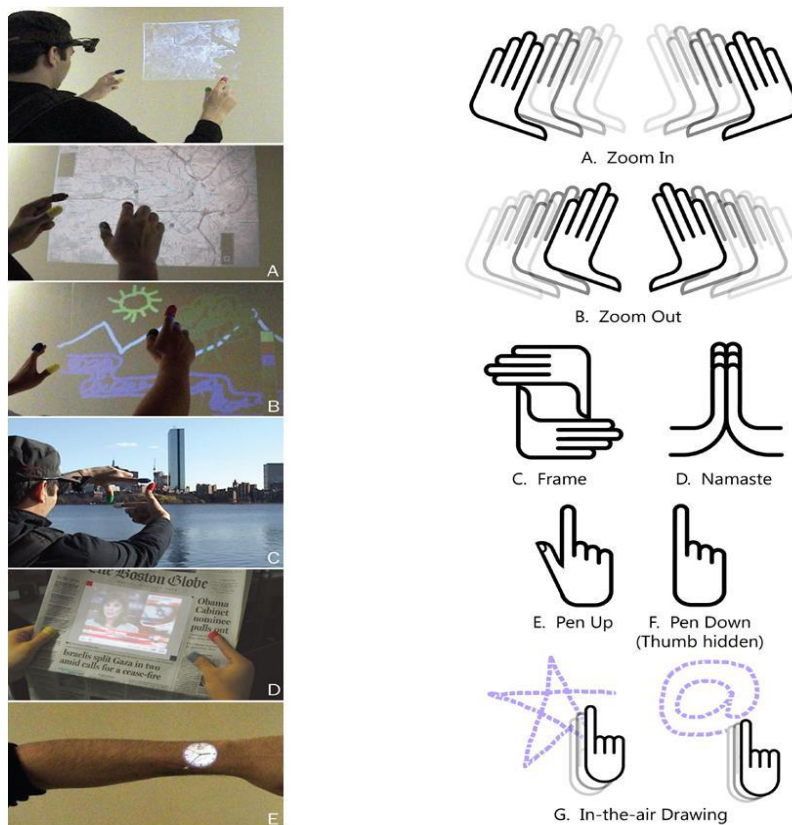 A
B
C
The Boston Globe
Obama
Cabinet
nominee
pulls out
Israelis split Gaza in two
amid calls for a cease-fire
D
E
A. Zoom In
B. Zoom Out
C. Frame
D. Namaste
E. Pen Up
F. Pen Down
(Thumb hidden)
G. In-the-air Drawing